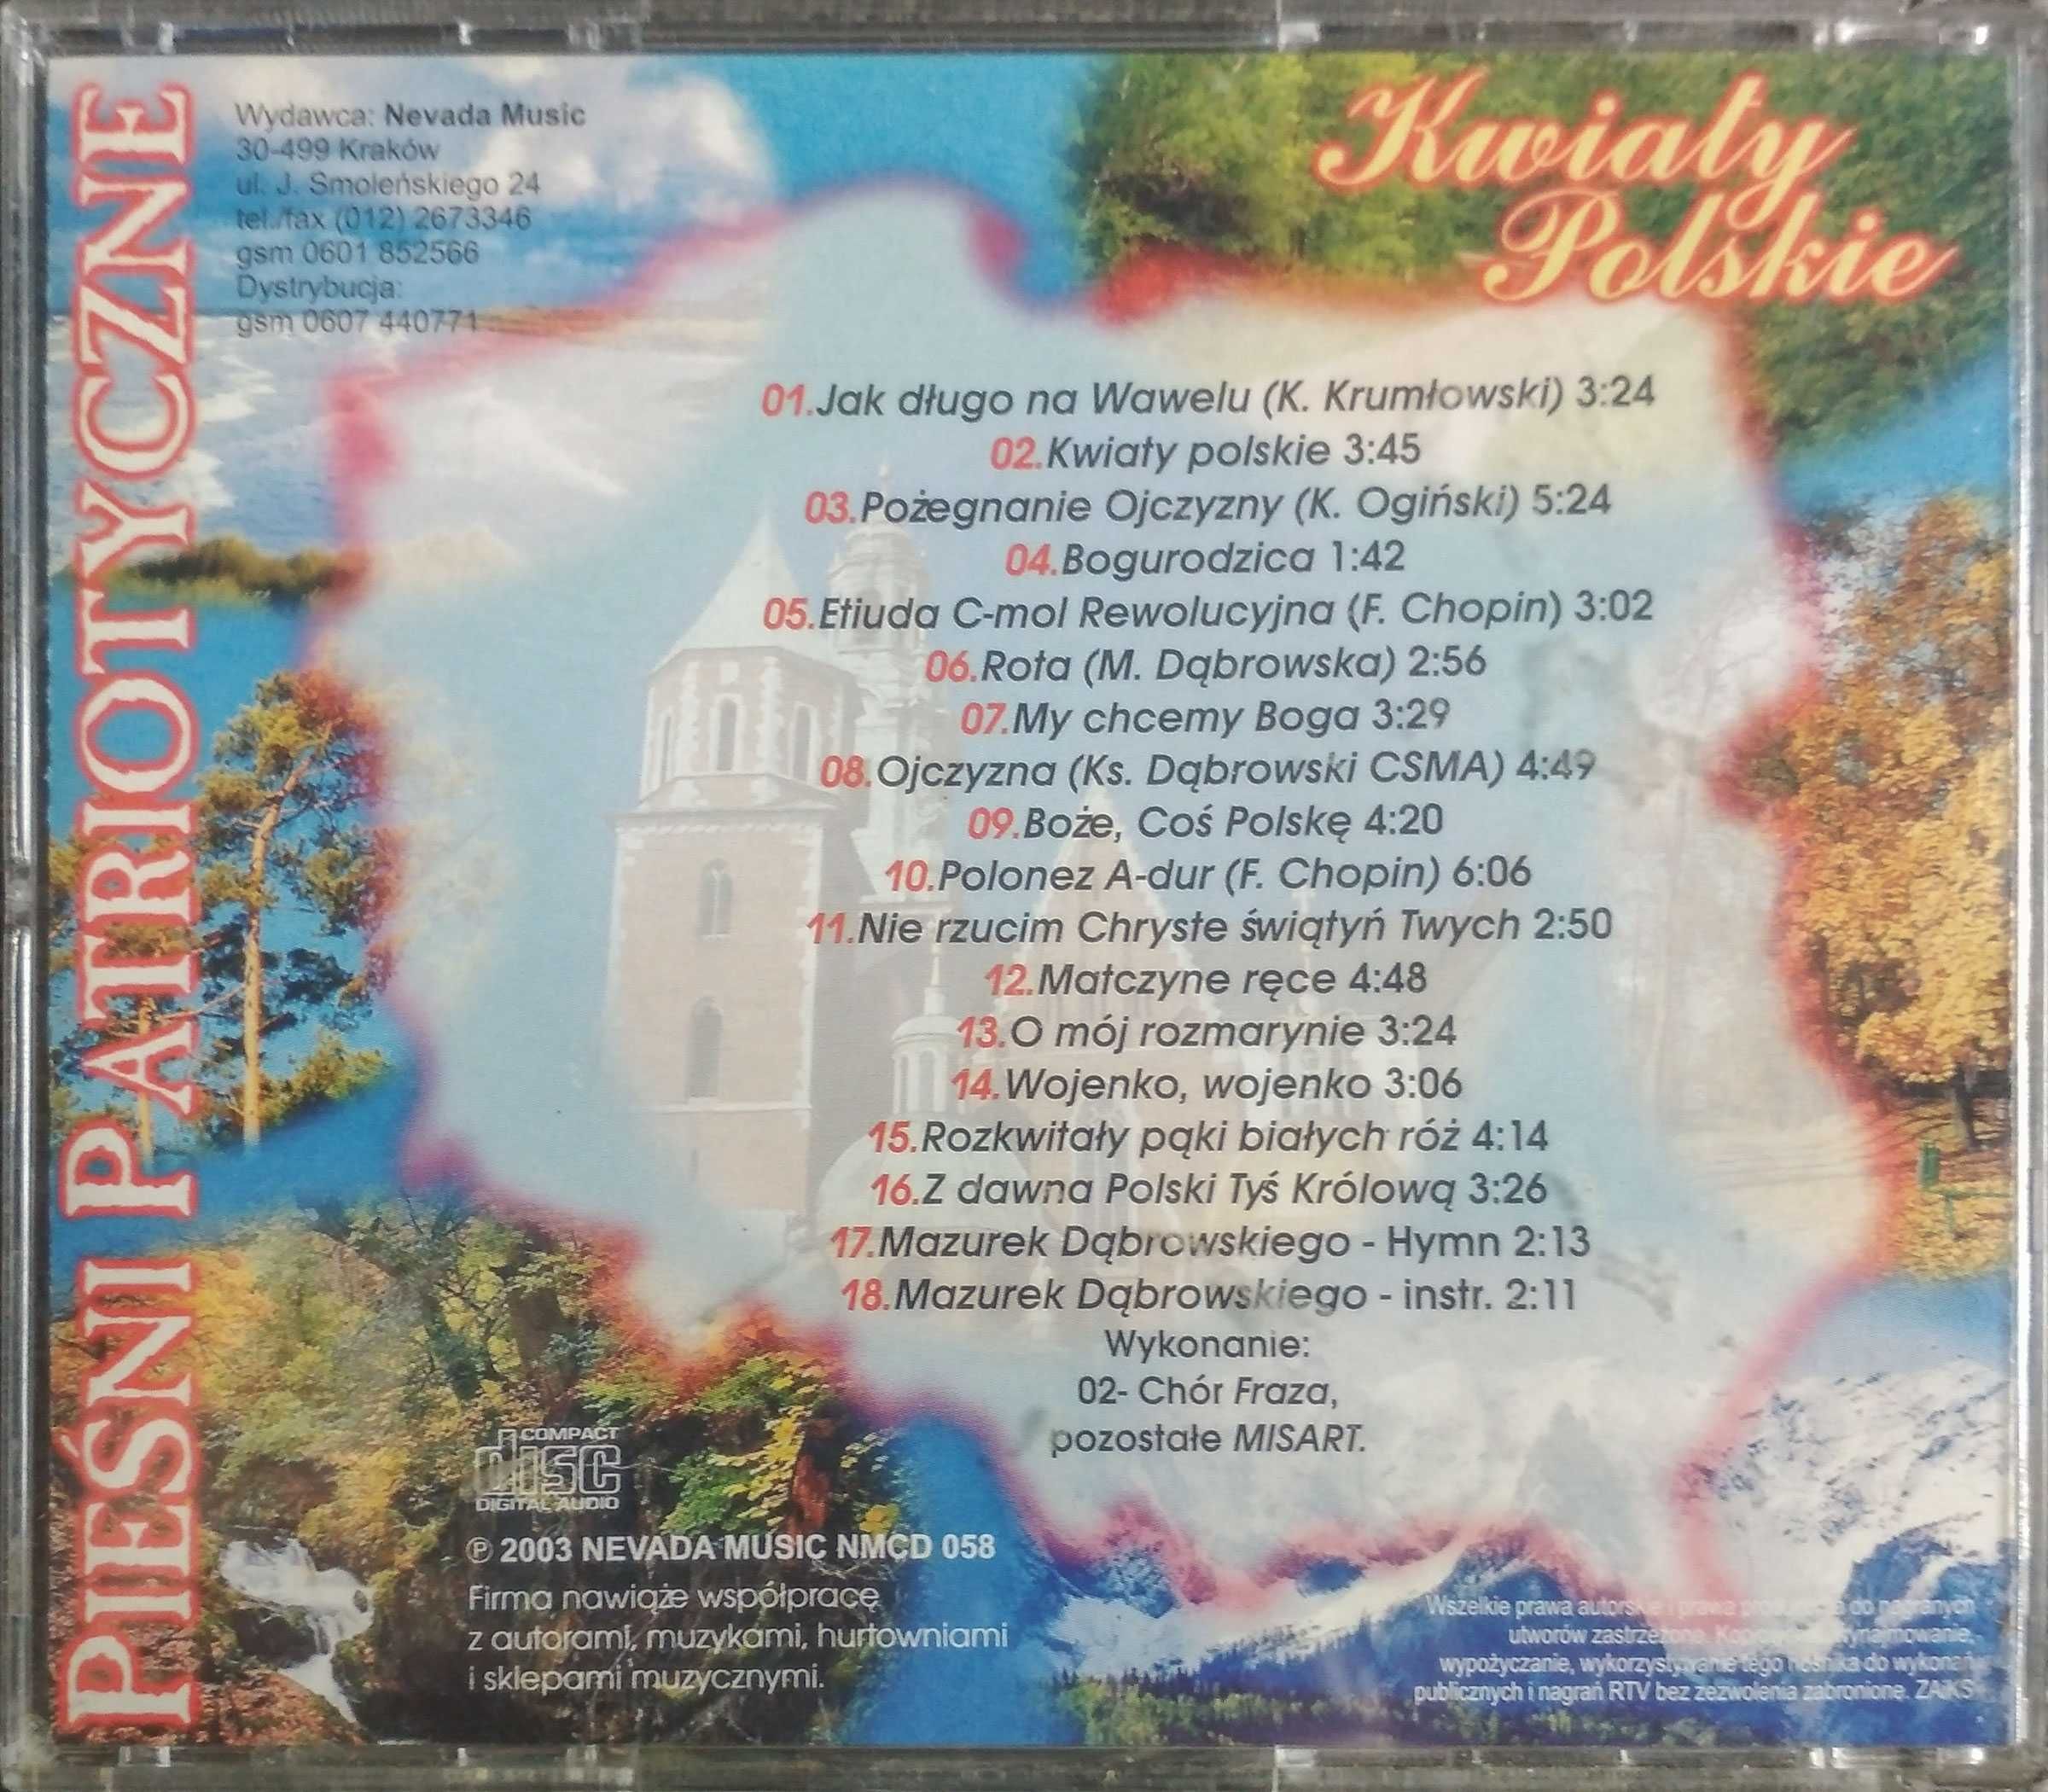 PIEŚNI PATRIOTYCZNE
Wydawca: Nevada Music
30-499 Kraków
ul. J. Smoleńskiego 24
tel./fax (012) 2673346
gsm 0601 852566
Dystrybucja:
gsm 0607 440771
Kwiaty
Polskie
01.Jak długo na Wawelu (K. Krumłowski) 3:24
02.Kwiaty polskie 3:45
03.Pożegnanie Ojczyzny (K. Ogiński) 5:24
04.Bogurodzica 1:42
05.Etiuda C-mol Rewolucyjna (F. Chopin) 3:02
06.Rota (M. Dąbrowska) 2:56
07.My chcemy Boga 3:29
08.Ojczyzna (Ks. Dąbrowski CSMA) 4:49
09.Boże, Coś Polskę 4:20
10.Polonez A-dur (F. Chopin) 6:06
11.Nie rzucim Chryste świątyń Twych 2:50
12.Matczyne ręce 4:48
13.O mój rozmarynie 3:24
14.Wojenko, wojenko 3:06
15.Rozkwitały pąki białych róż 4:14
16.Z dawna Polski Tyś Królową 3:26
17.Mazurek Dąbrowskiego - Hymn 2:13
18.Mazurek Dąbrowskiego - instr. 2:11
Wykonanie:
02- Chór Fraza,
pozostałe MISART.
COMPACT
disc
DIGITAL AUDIO
℗ 2003 NEVADA MUSIC NMCD 058
Firma nawiąże współpracę
z autorami, muzykami, hurtowniami
i sklepami muzycznymi.
Wszelkie prawa autorskie i prawa do nagranych
utworów zastrzeżone.
wypożyczanie, wykorzystywanie tego nośnika do wykonań
publicznych i nagrań RTV bez zezwolenia zabronione. ZAiKS